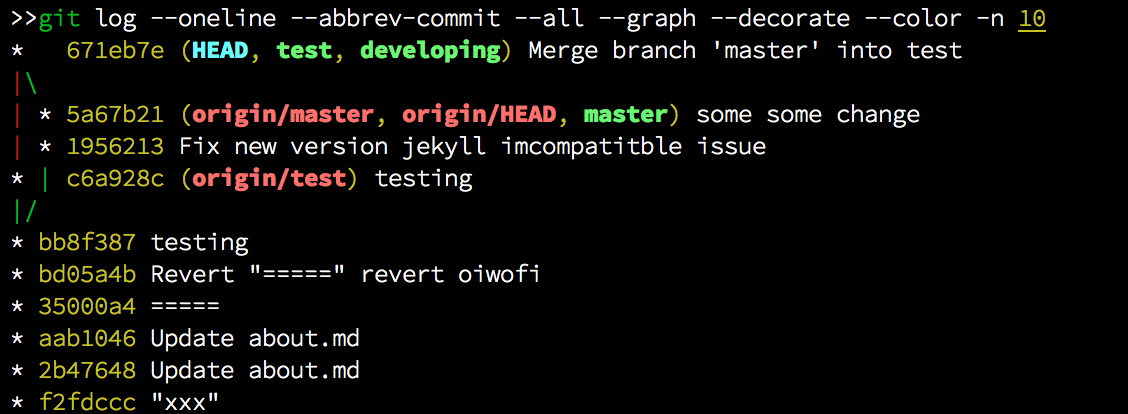 >>git log --oneline --abbrev-commit --all --graph --decorate --color -n 10
*   671eb7e (HEAD, test, developing) Merge branch 'master' into test
|\
| * 5a67b21 (origin/master, origin/HEAD, master) some some change
| * 1956213 Fix new version jekyll imcompatitble issue
* | c6a928c (origin/test) testing
|/
* bb8f387 testing
* bd05a4b Revert "=====" revert oiwofi
* 35000a4 =====
* aab1046 Update about.md
* 2b47648 Update about.md
* f2fdccc "xxx"